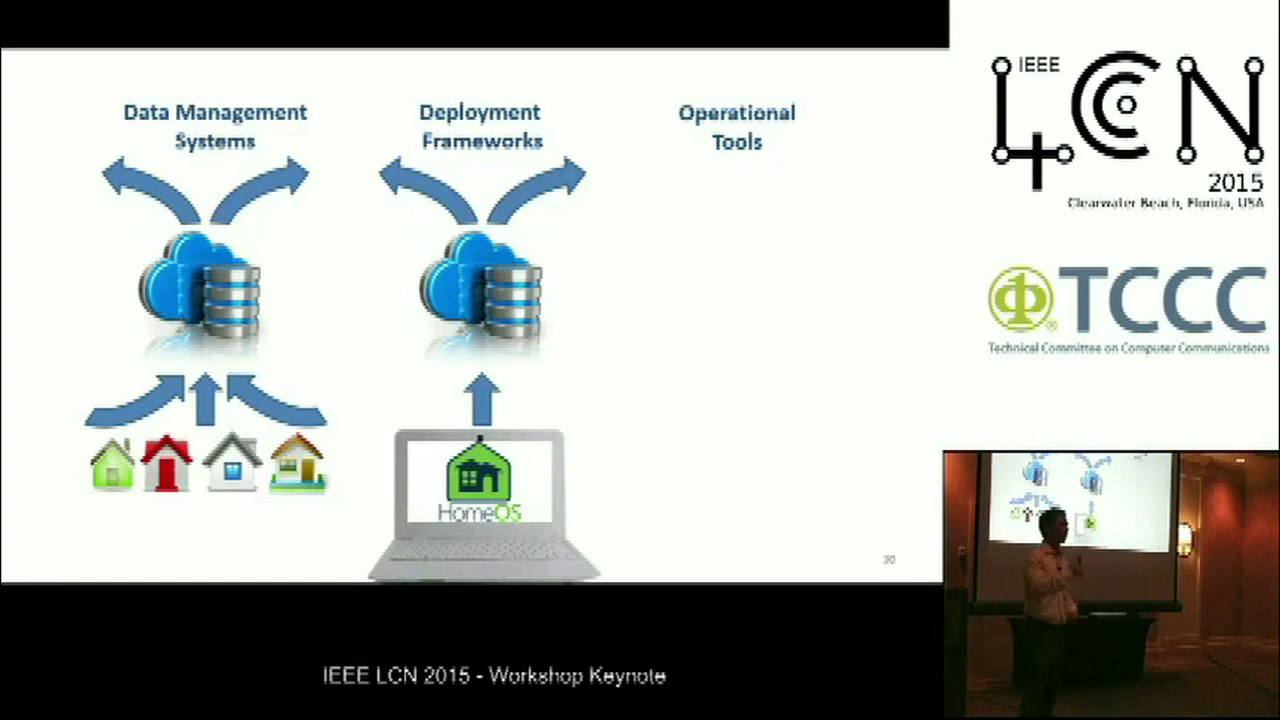 Data Management
Systems
Deployment
Frameworks
Operational
Tools
HomeOS
20
IEEE
LCN
40
2015
Clearwater Beach, Florida, USA
TCCC
Technical Committee on Computer Communications
IEEE LCN 2015 - Workshop Keynote